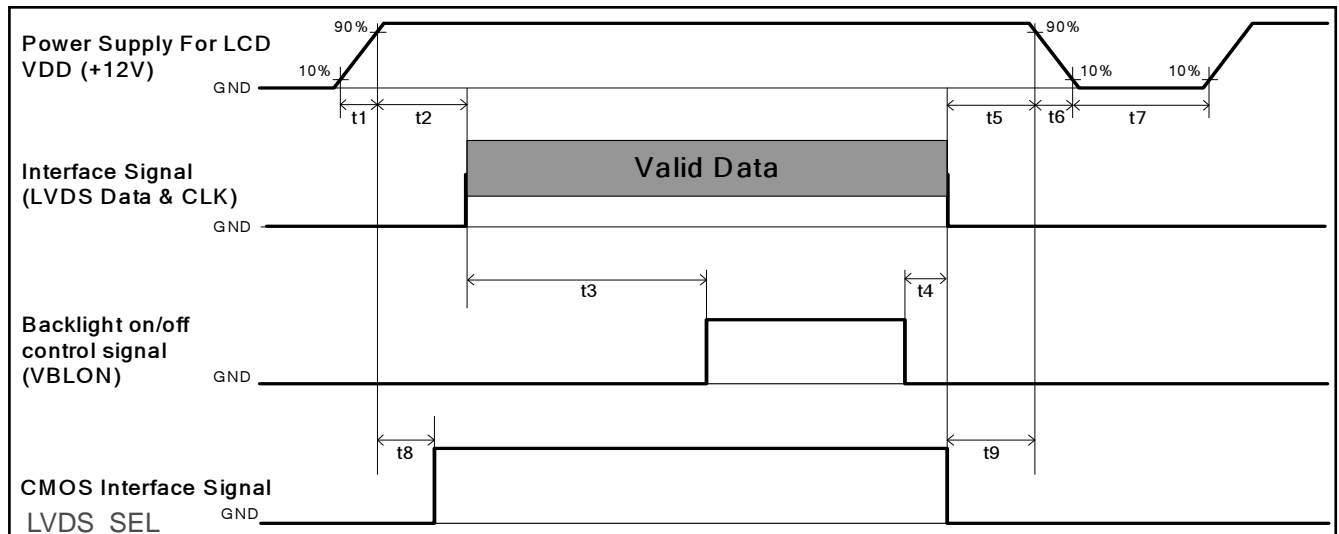 Power Supply For LCD
VDD (+12V)
90%
90%
10%
10%
10%
GND
t1
t2
t5
t6
t7
Valid Data
Interface Signal
(LVDS Data & CLK)
GND
t3
t4
Backlight on/off
control signal
(VBLON)
GND
t8
t9
CMOS Interface Signal
LVDS SEL
GND